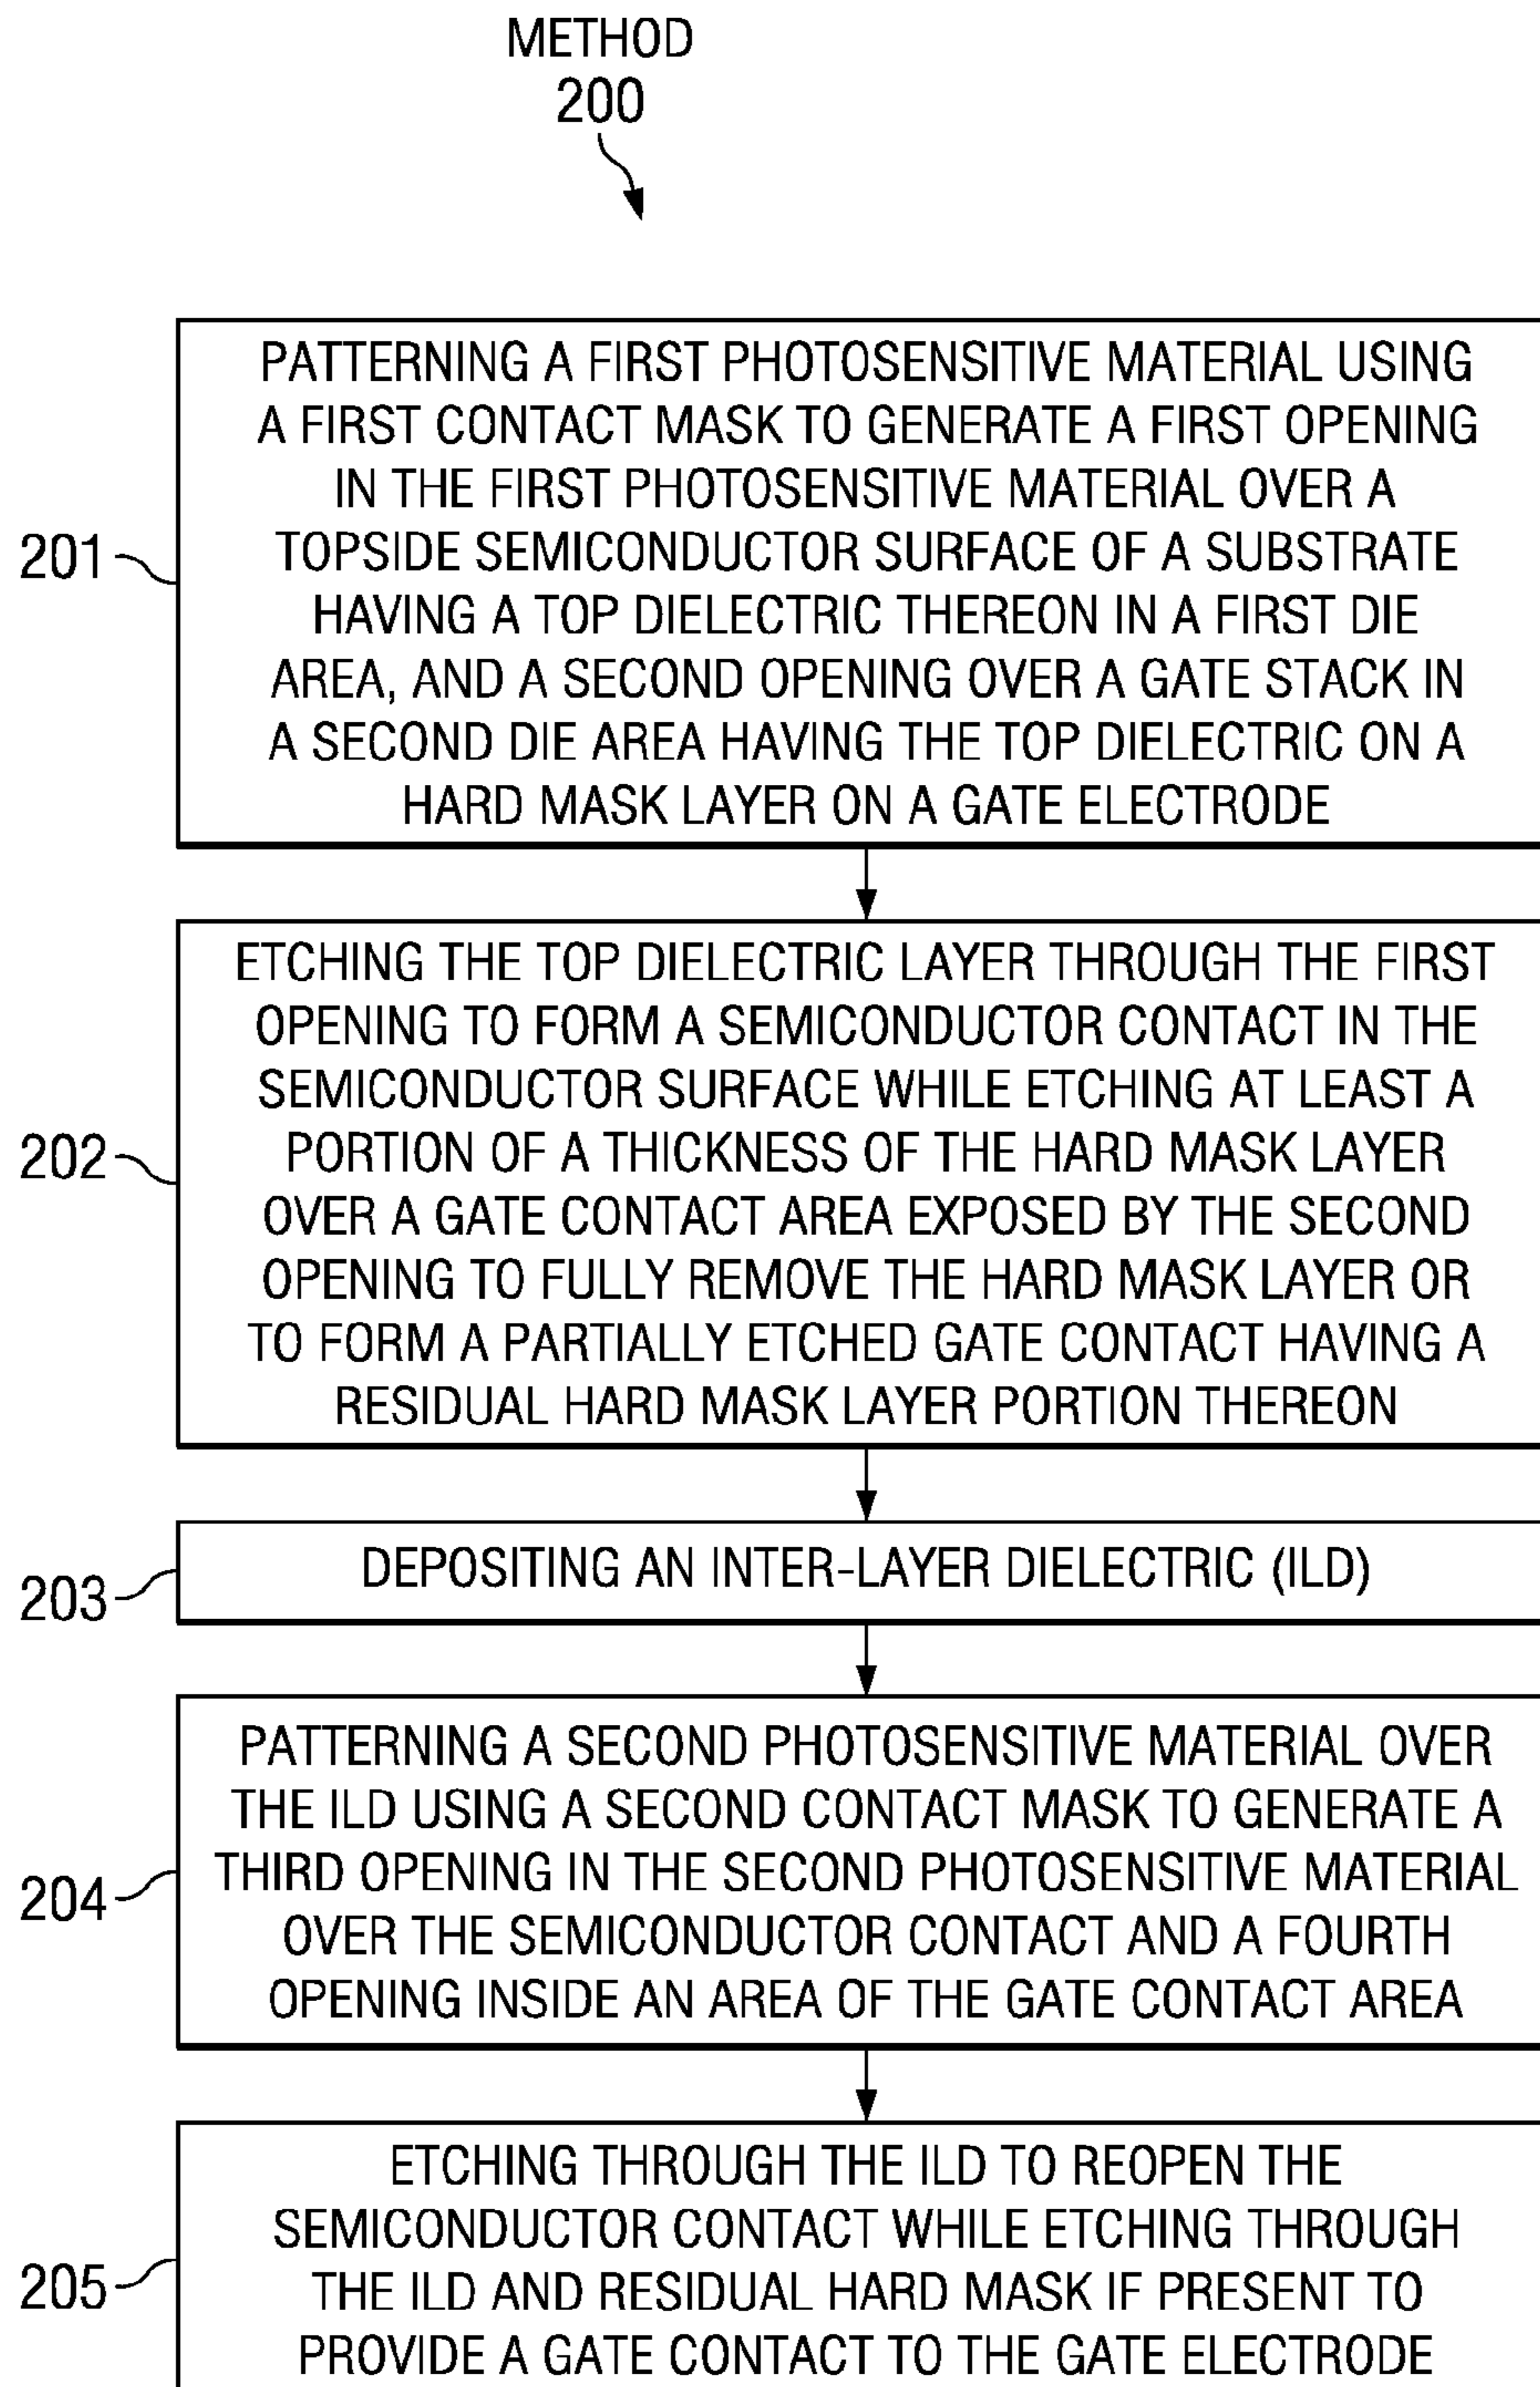 METHOD
200
PATTERNING A FIRST PHOTOSENSITIVE MATERIAL USING
A FIRST CONTACT MASK TO GENERATE A FIRST OPENING
IN THE FIRST PHOTOSENSITIVE MATERIAL OVER A
TOPSIDE SEMICONDUCTOR SURFACE OF A SUBSTRATE
HAVING A TOP DIELECTRIC THEREON IN A FIRST DIE
AREA, AND A SECOND OPENING OVER A GATE STACK IN
A SECOND DIE AREA HAVING THE TOP DIELECTRIC ON A
HARD MASK LAYER ON A GATE ELECTRODE
201
ETCHING THE TOP DIELECTRIC LAYER THROUGH THE FIRST
OPENING TO FORM A SEMICONDUCTOR CONTACT IN THE
SEMICONDUCTOR SURFACE WHILE ETCHING AT LEAST A
PORTION OF A THICKNESS OF THE HARD MASK LAYER
OVER A GATE CONTACT AREA EXPOSED BY THE SECOND
OPENING TO FULLY REMOVE THE HARD MASK LAYER OR
TO FORM A PARTIALLY ETCHED GATE CONTACT HAVING A
RESIDUAL HARD MASK LAYER PORTION THEREON
202
DEPOSITING AN INTER-LAYER DIELECTRIC (ILD)
203
PATTERNING A SECOND PHOTOSENSITIVE MATERIAL OVER
THE ILD USING A SECOND CONTACT MASK TO GENERATE A
THIRD OPENING IN THE SECOND PHOTOSENSITIVE MATERIAL
OVER THE SEMICONDUCTOR CONTACT AND A FOURTH
OPENING INSIDE AN AREA OF THE GATE CONTACT AREA
204
ETCHING THROUGH THE ILD TO REOPEN THE
SEMICONDUCTOR CONTACT WHILE ETCHING THROUGH
THE ILD AND RESIDUAL HARD MASK IF PRESENT TO
PROVIDE A GATE CONTACT TO THE GATE ELECTRODE
205